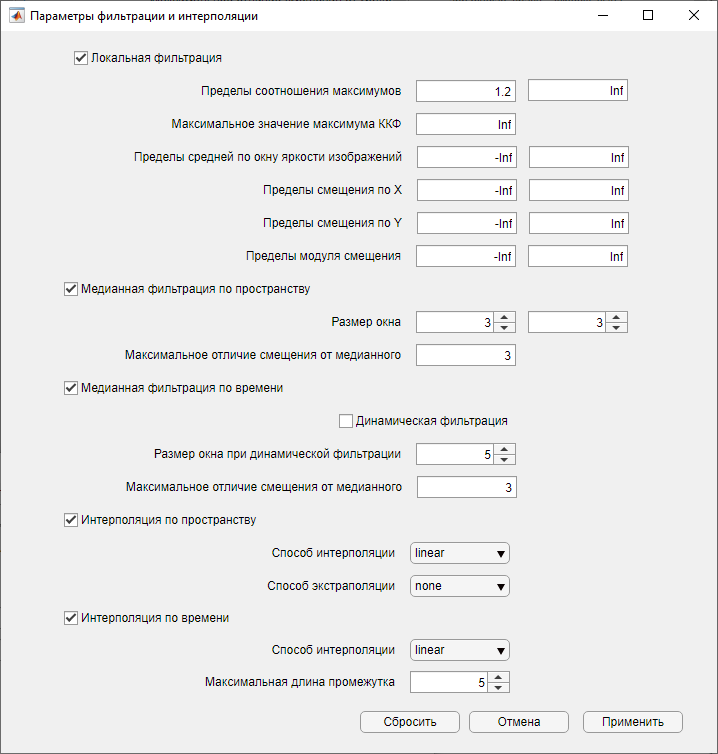 Параметры фильтрации и интерполяции
Локальная фильтрация
Пределы соотношения максимумов 1.2 Inf
Максимальное значение максимума ККФ Inf
Пределы средней по окну яркости изображений -Inf Inf
Пределы смещения по X -Inf Inf
Пределы смещения по Y -Inf Inf
Пределы модуля смещения -Inf Inf
Медианная фильтрация по пространству
Размер окна 3 3
Максимальное отличие смещения от медианного 3
Медианная фильтрация по времени
Динамическая фильтрация
Размер окна при динамической фильтрации 5
Максимальное отличие смещения от медианного 3
Интерполяция по пространству
Способ интерполяции linear
Способ экстраполяции none
Интерполяция по времени
Способ интерполяции linear
Максимальная длина промежутка 5
Сбросить Отмена Применить